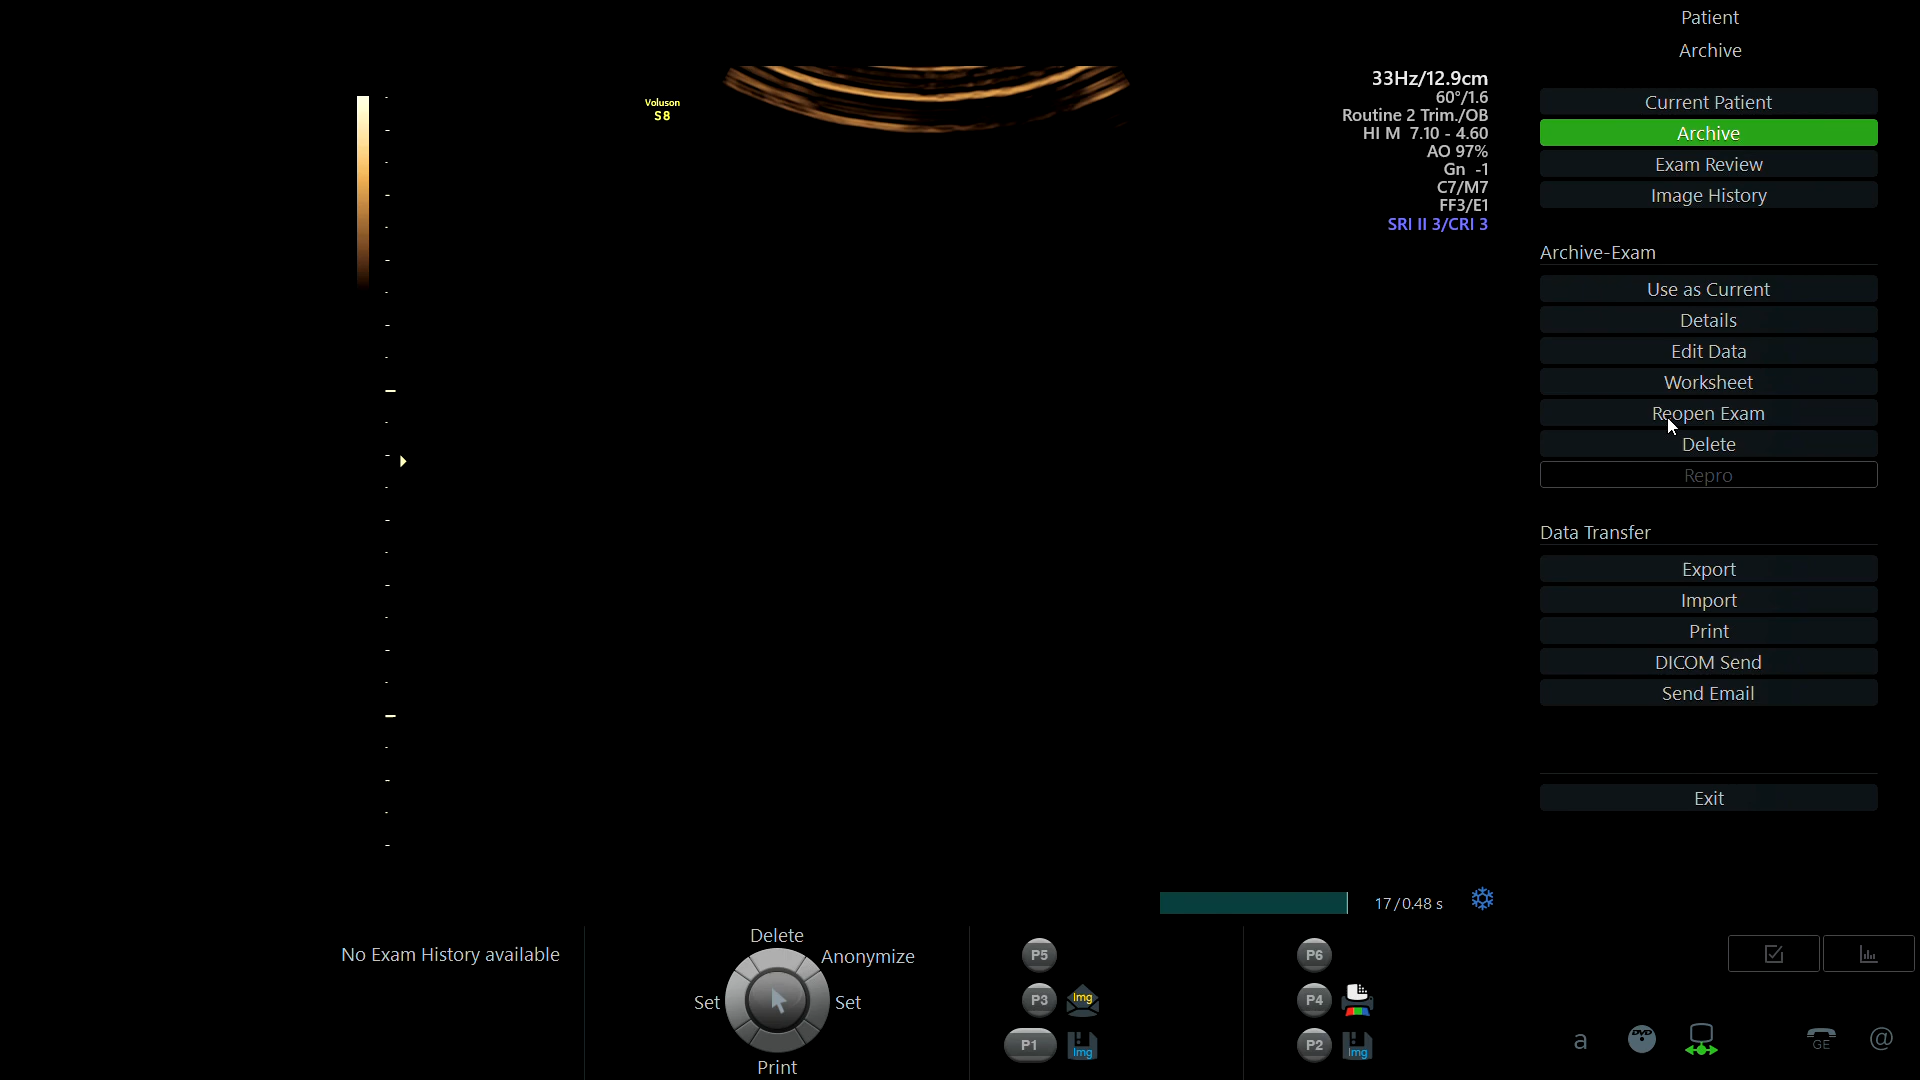 Patient
Archive
33Hz/12.9cm
60°/1.6
Routine 2 Trim./OB
HI M 7.10 - 4.60
AO 97%
Gn -1
C7/M7
FF3/E1
SRI II 3/CRI 3
Voluson
S8
Current Patient
Archive
Exam Review
Image History
Archive-Exam
Use as Current
Details
Edit Data
Worksheet
Reopen Exam
Delete
Repro
Data Transfer
Export
Import
Print
DICOM Send
Send Email
Exit
17/0.48 s
No Exam History available
Delete
Anonymize
Set
Set
Print
P5
P3
Img
P1
Img
P6
P4
P2
Img
a
DVD
GE
@